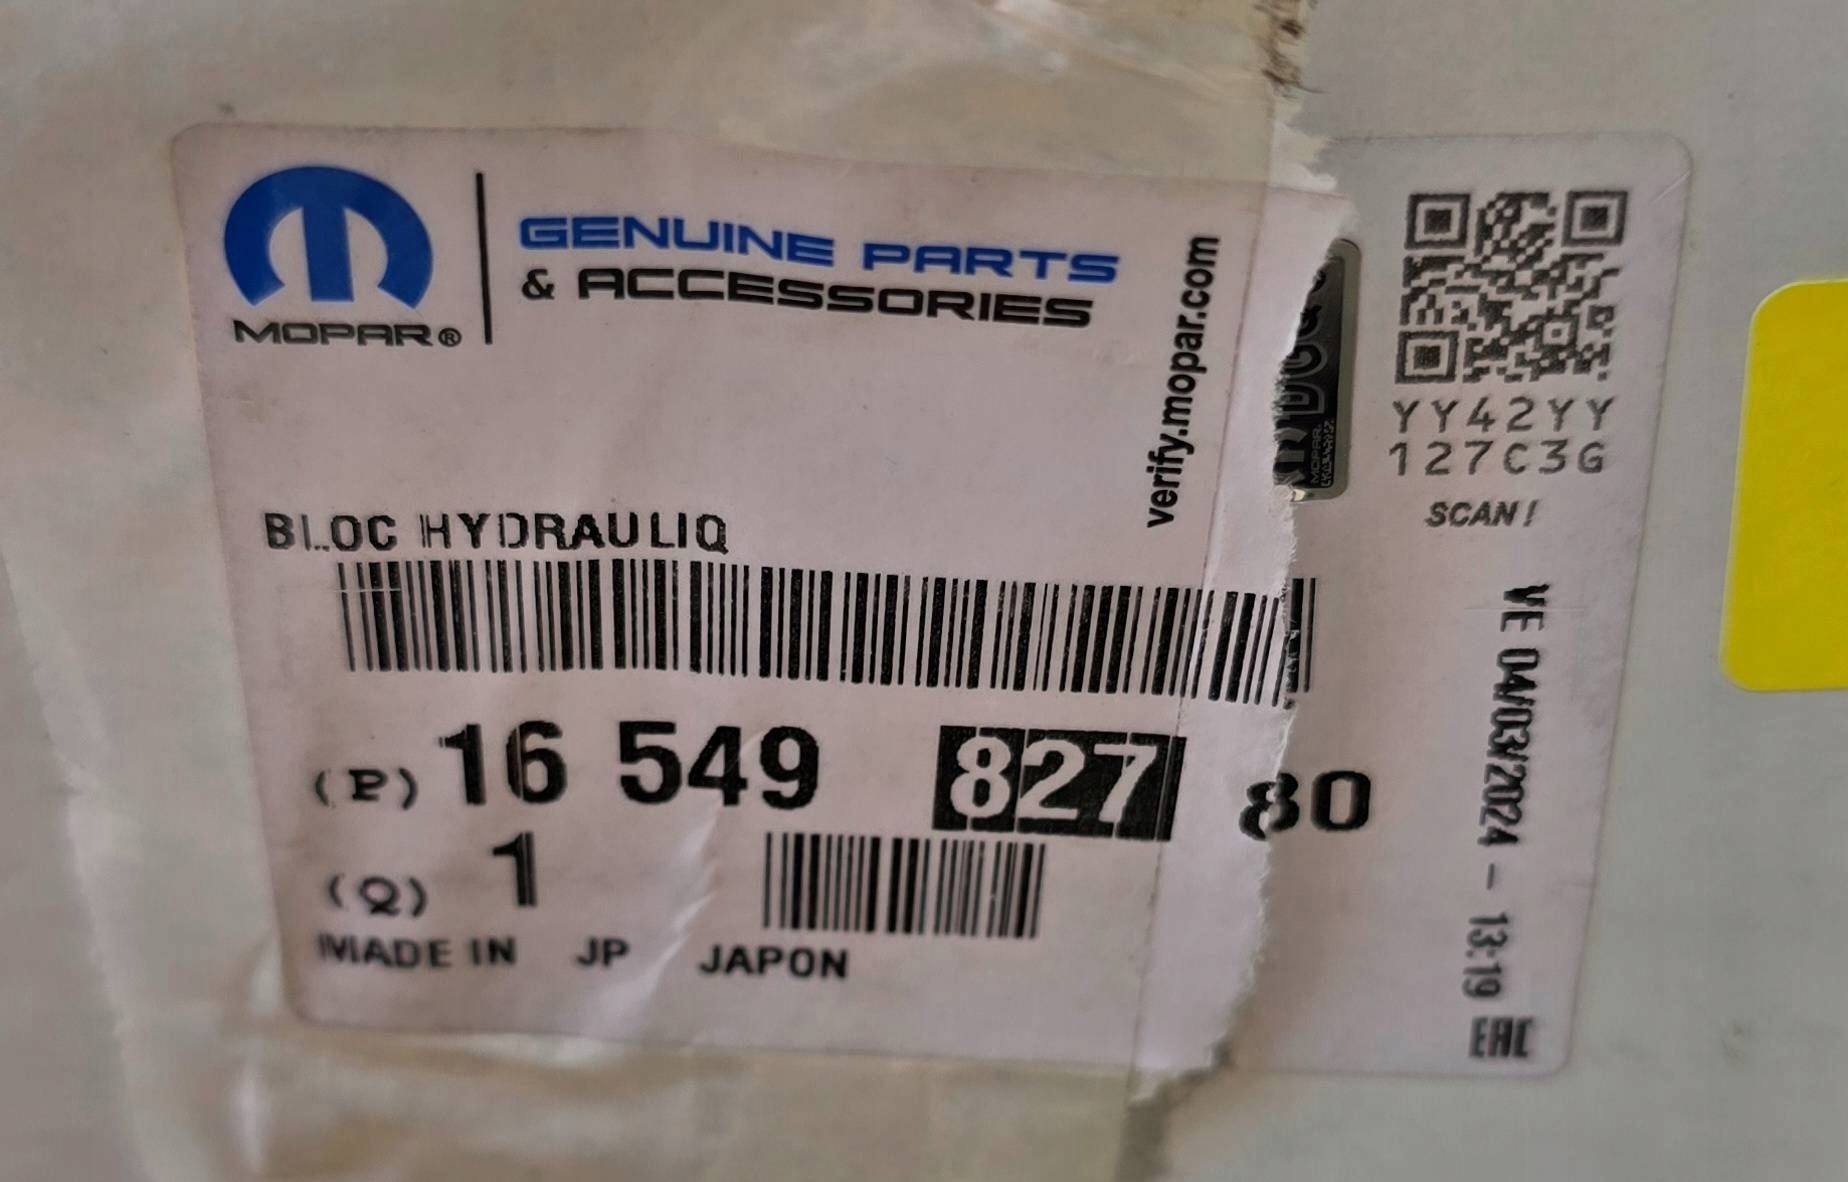 GENUINE PARTS
& ACCESSORIES
MOPAR®
verify.mopar.com
YY42YY
127C3G
SCAN!
BLOC HYDRAULIQ
(P) 16 549 827 80
(Q) 1
MADE IN JP JAPON
VE 04/03/2024 - 13:19
EAC